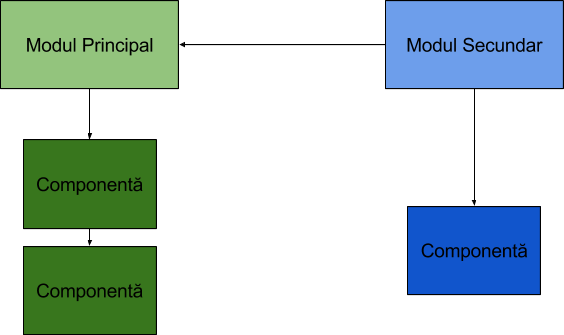 Modul Principal
Modul Secundar
Componentă
Componentă
Componentă